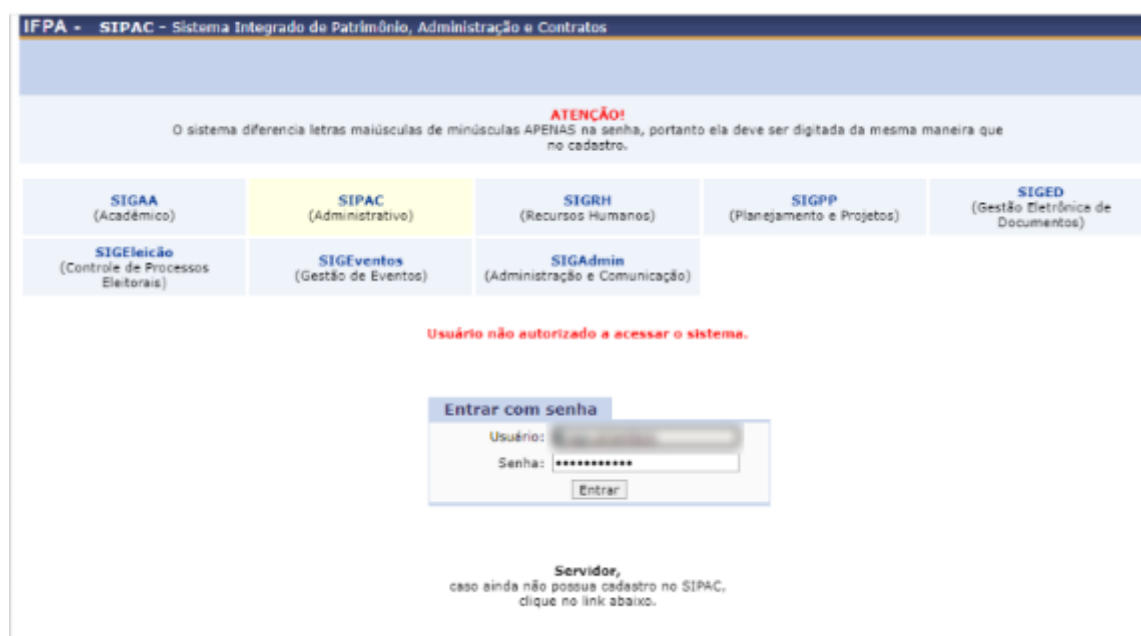 IFPA - SIPAC - Sistema Integrado de Patrimônio, Administração e Contratos
ATENÇÃO!
O sistema diferencia letras maiúsculas de minúsculas APENAS na senha, portanto ela deve ser digitada da mesma maneira que
no cadastro.
SIGAA
(Acadêmico)
SIPAC
(Administrativo)
SIGRH
(Recursos Humanos)
SIGPP
(Planejamento e Projetos)
SIGED
(Gestão Eletrônica de
Documentos)
SIGEleicão
(Controle de Processos
Eleitorais)
SIGEventos
(Gestão de Eventos)
SIGAdmin
(Administração e Comunicação)
Usuário não autorizado a acessar o sistema.
Entrar com senha
Usuário:
Senha: •••••••••••
Entrar
Servidor,
caso ainda não possua cadastro no SIPAC,
clique no link abaixo.